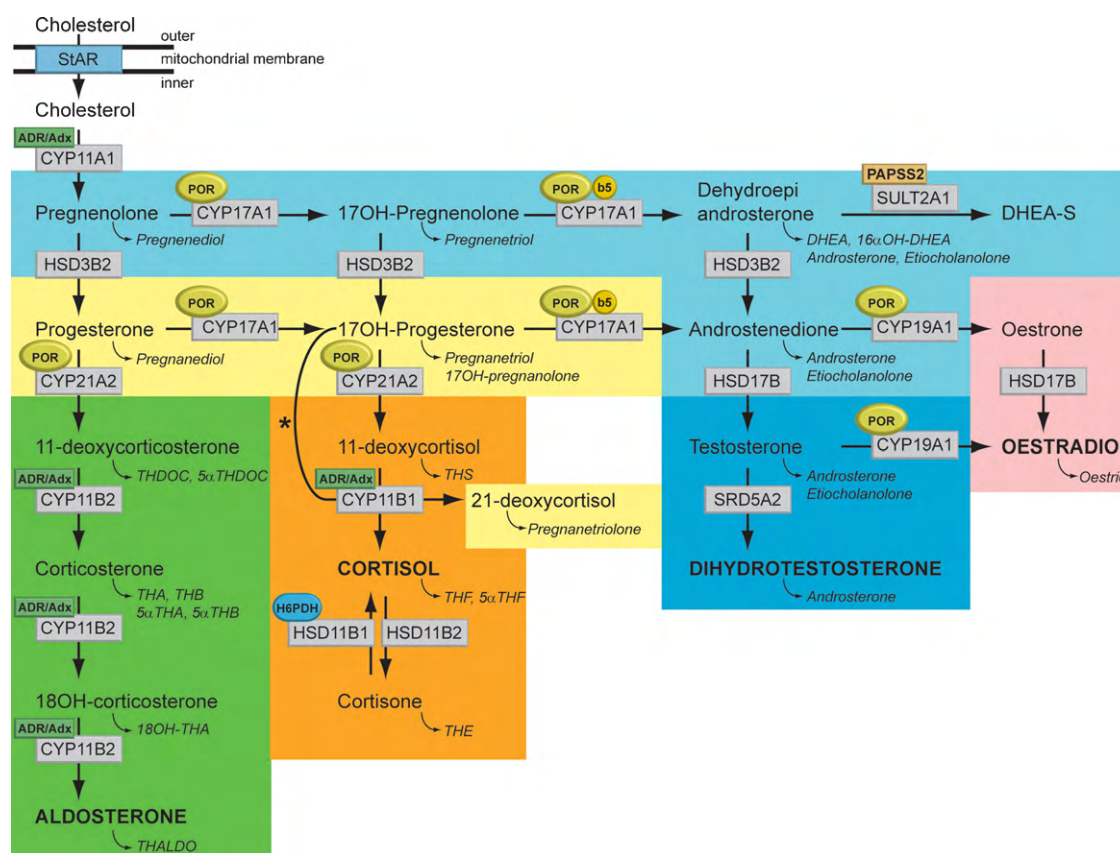 Cholesterol
outer
StAR
mitochondrial membrane
inner
Cholesterol
ADR/Adx
CYP11A1
Pregnenolone
Pregnenediol
POR
CYP17A1
17OH-Pregnenolone
Pregnenetriol
POR
b5
CYP17A1
Dehydroepi
androsterone
DHEA, 16αOH-DHEA
Androsterone, Etiocholanolone
PAPSS2
SULT2A1
DHEA-S
HSD3B2
HSD3B2
HSD3B2
Progesterone
Pregnanediol
POR
CYP17A1
17OH-Progesterone
Pregnanetriol
17OH-pregnanolone
POR
b5
CYP17A1
Androstenedione
Androsterone
Etiocholanolone
POR
CYP19A1
Oestrone
POR
CYP21A2
POR
CYP21A2
HSD17B
HSD17B
*
11-deoxycorticosterone
THDOC, 5αTHDOC
11-deoxycortisol
THS
Testosterone
Androsterone
Etiocholanolone
POR
CYP19A1
OESTRADIO
Oestri
ADR/Adx
CYP11B2
ADR/Adx
CYP11B1
21-deoxycortisol
Pregnanetriolone
SRD5A2
Corticosterone
THA, THB
5αTHA, 5αTHB
CORTISOL
THF, 5αTHF
DIHYDROTESTOSTERONE
Androsterone
ADR/Adx
CYP11B2
H6PDH
HSD11B1
HSD11B2
18OH-corticosterone
18OH-THA
Cortisone
THE
ADR/Adx
CYP11B2
ALDOSTERONE
THALDO